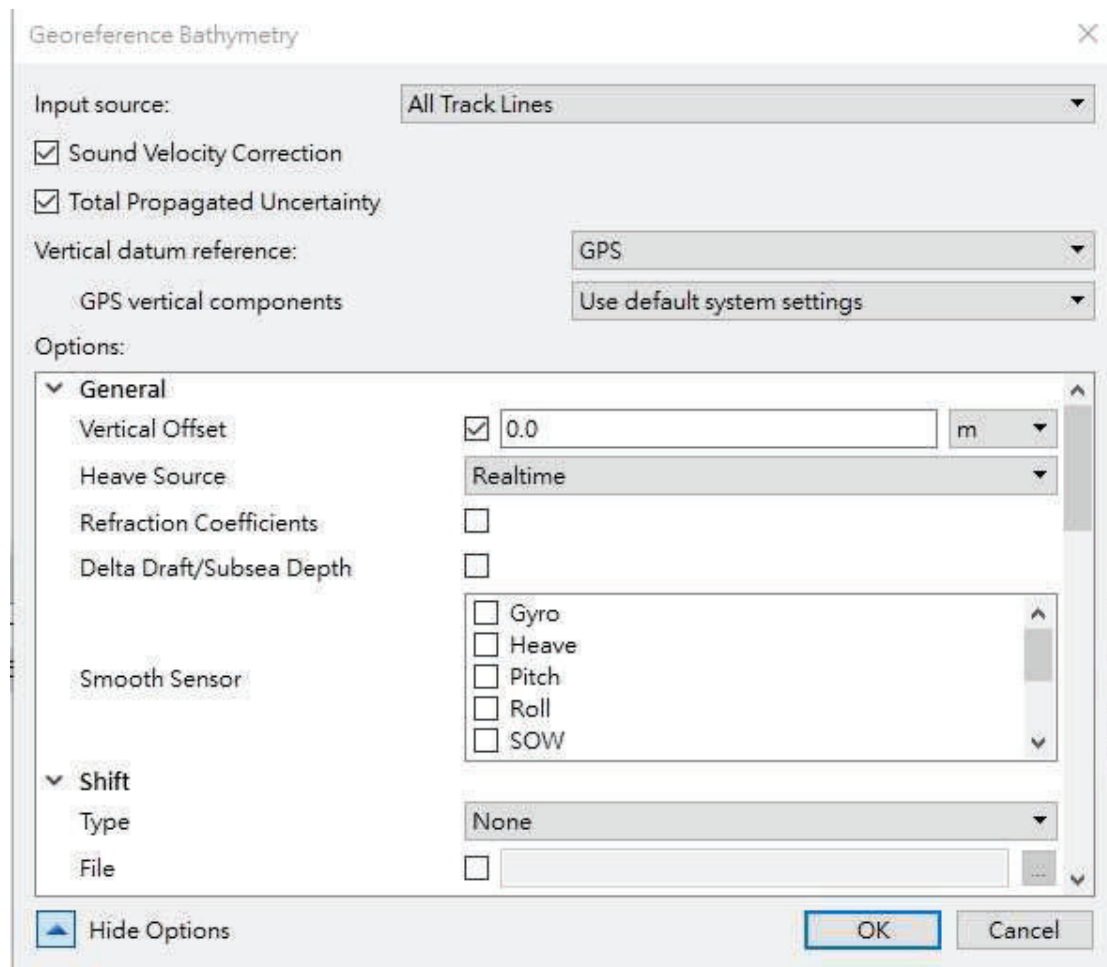 Georeference Bathymetry
Input source: All Track Lines
Sound Velocity Correction
Total Propagated Uncertainty
Vertical datum reference: GPS
GPS vertical components Use default system settings
Options:
General
Vertical Offset 0.0 m
Heave Source Realtime
Refraction Coefficients
Delta Draft/Subsea Depth
Gyro
Heave
Pitch
Smooth Sensor
Roll
SOW
Shift
Type None
File ...
Hide Options OK Cancel